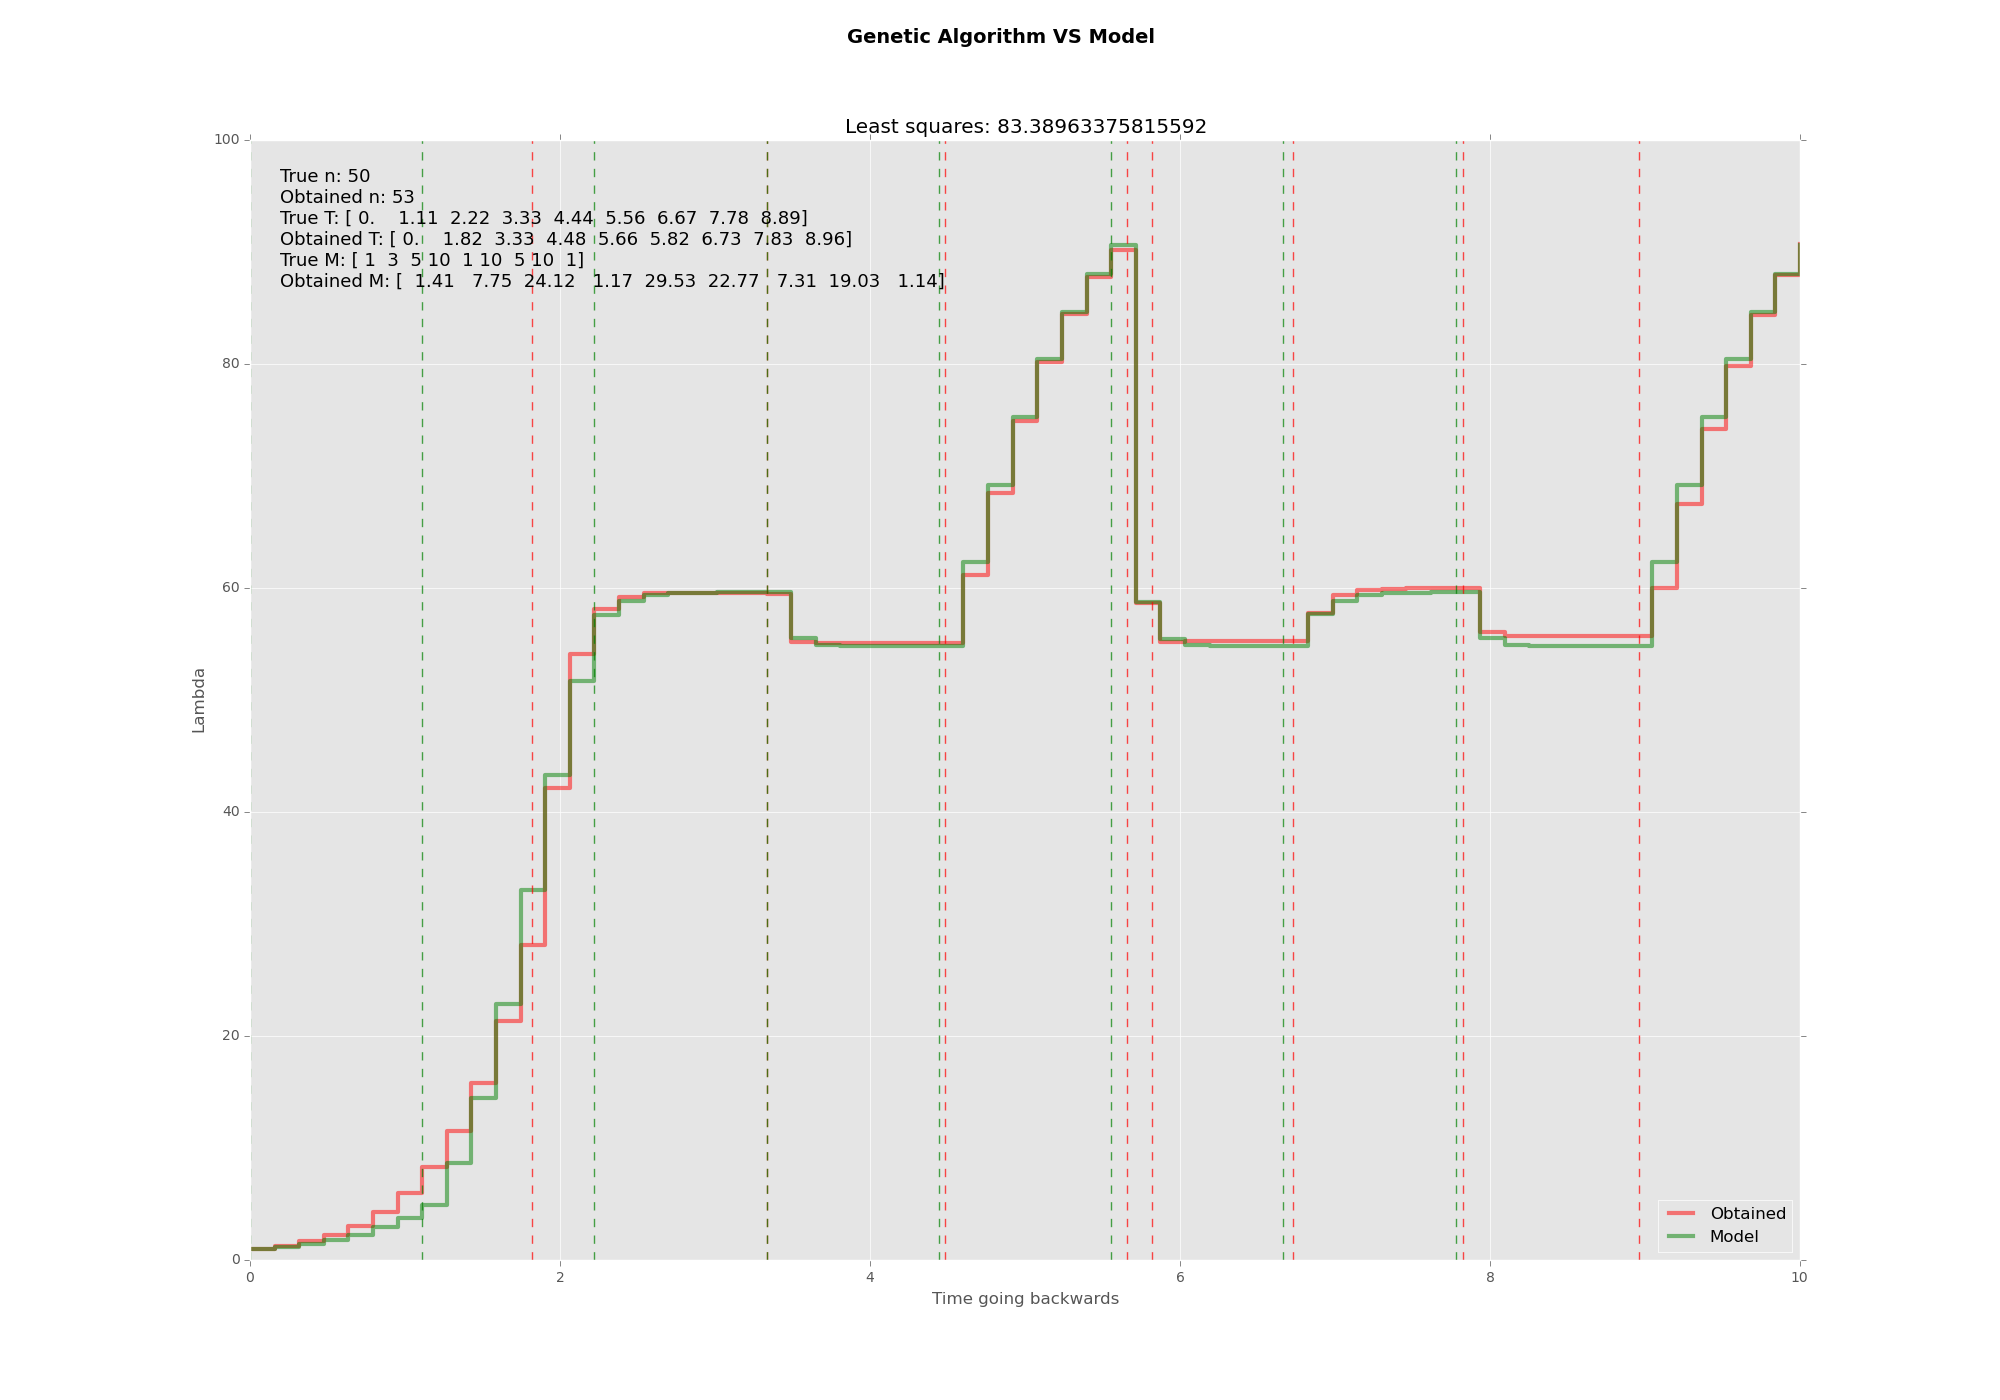 Genetic Algorithm VS Model
Least squares: 83.38963375815592
100
80
60
40
20
0
Lambda
True n: 50
Obtained n: 53
True T: [ 0. 1.11 2.22 3.33 4.44 5.56 6.67 7.78 8.89]
Obtained T: [ 0. 1.82 3.33 4.48 5.66 5.82 6.73 7.83 8.96]
True M: [ 1 3 5 10 1 10 5 10 1]
Obtained M: [ 1.41 7.75 24.12 1.17 29.53 22.77 7.31 19.03 1.14]
Obtained
Model
0 2 4 6 8 10
Time going backwards